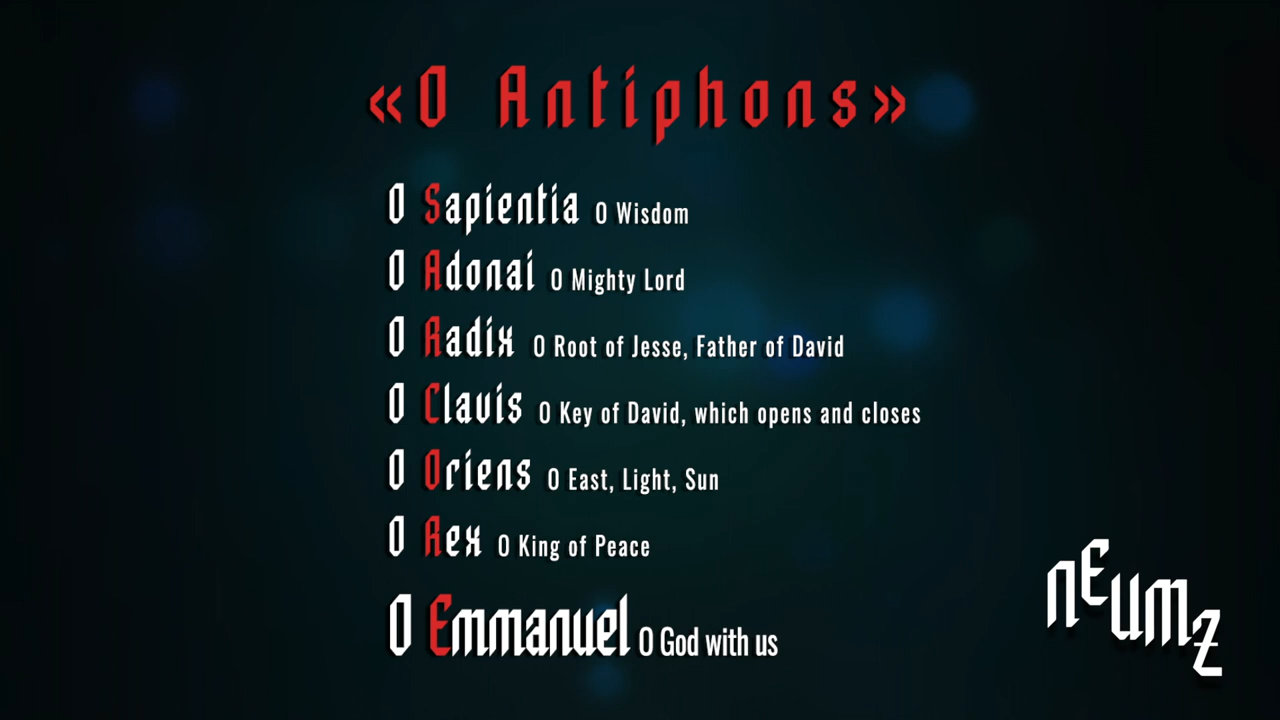 «O Antiphons»
O Sapientia O Wisdom
O Adonai O Mighty Lord
O Radix O Root of Jesse, Father of David
O Clavis O Key of David, which opens and closes
O Oriens O East, Light, Sun
O Rex O King of Peace
O Emmanuel O God with us
nEumz